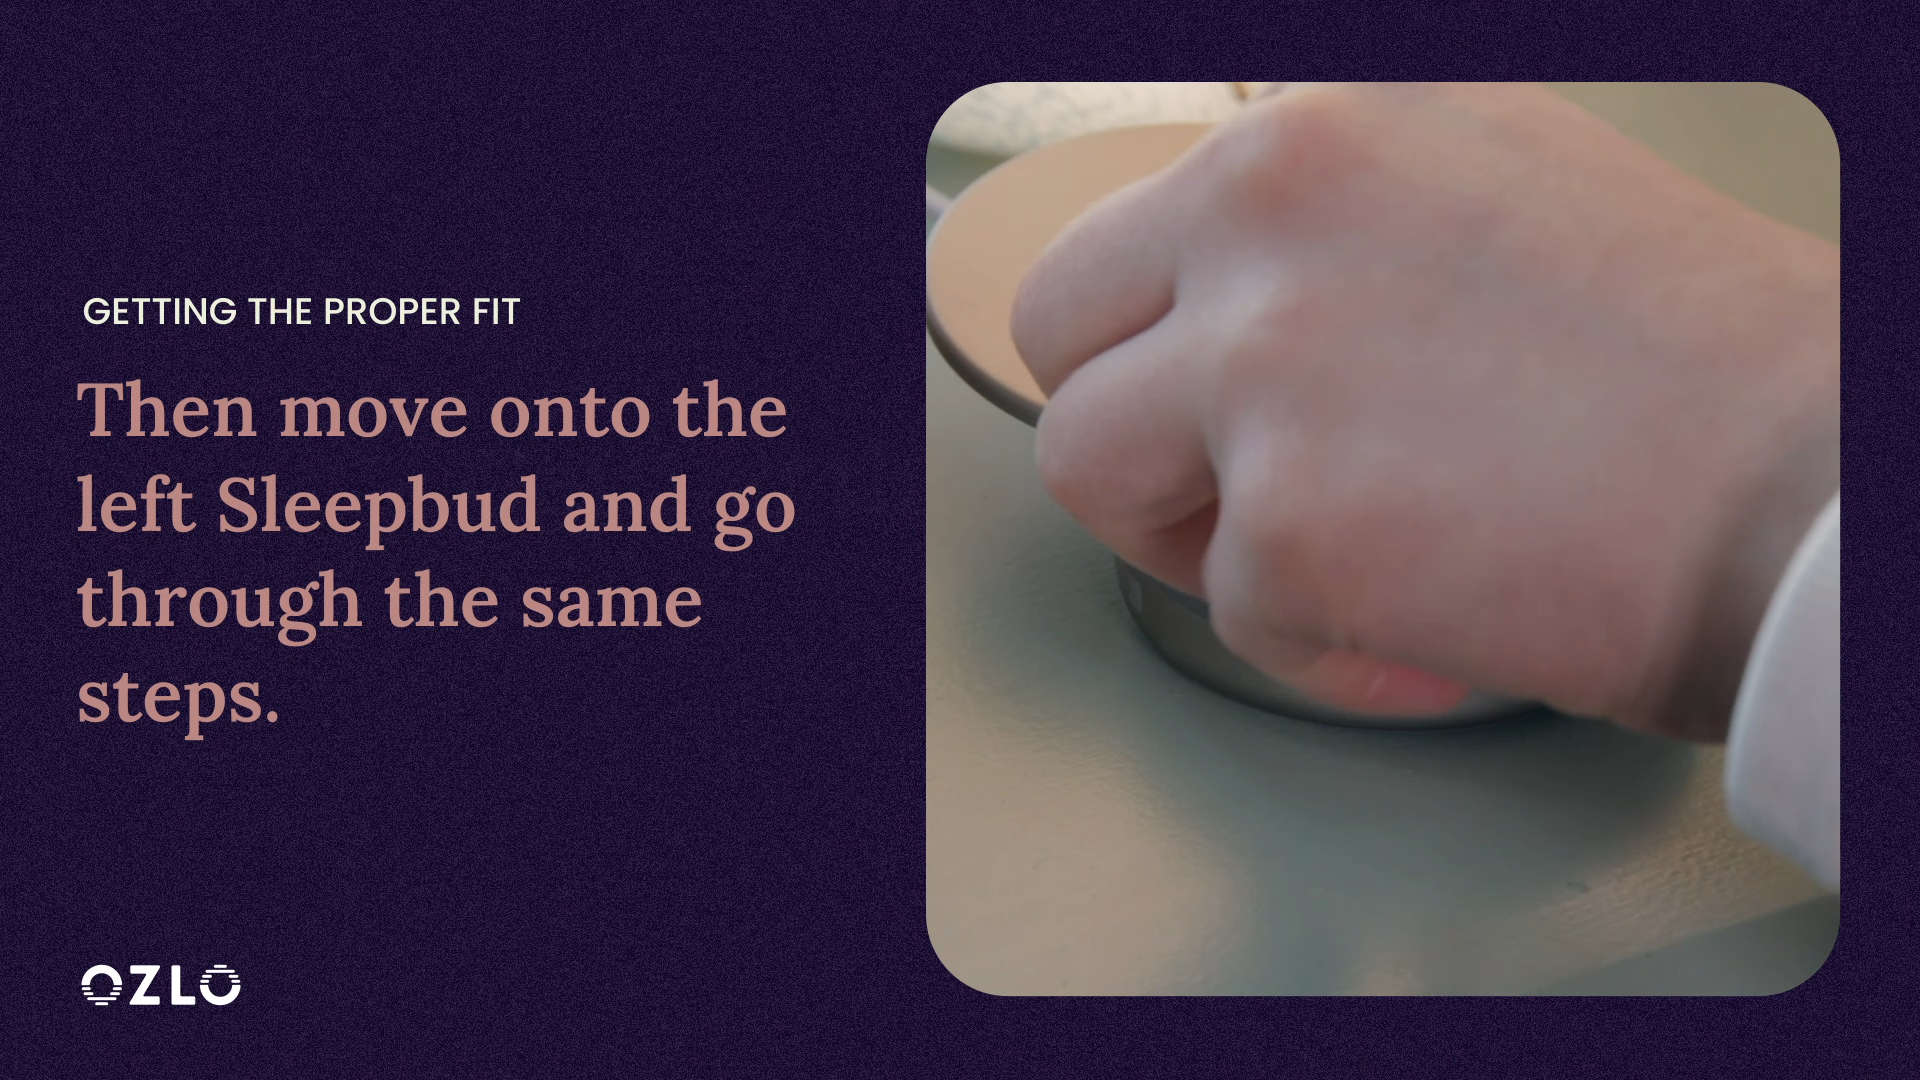 GETTING THE PROPER FIT
Then move onto the
left Sleepbud and go
through the same
steps.
OZLO